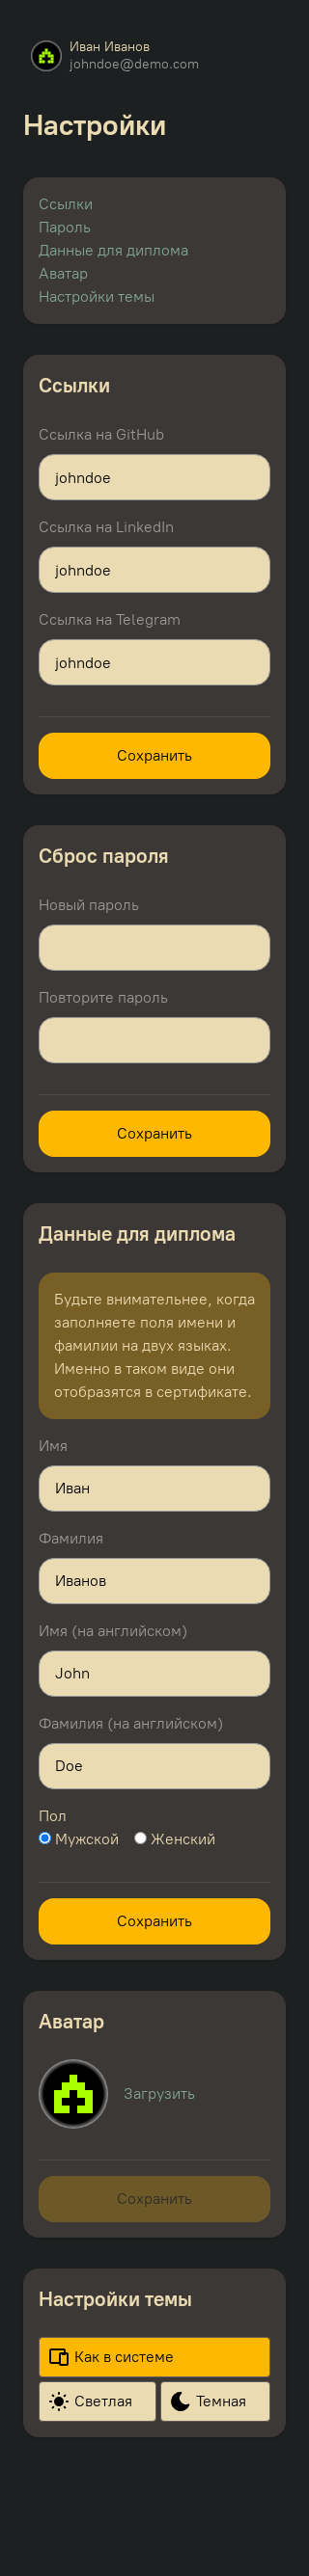 Иван Иванов
johndoe@demo.com
Настройки
Ссылки
Пароль
Данные для диплома
Аватар
Настройки темы
Ссылки
Ссылка на GitHub
johndoe
Ссылка на LinkedIn
johndoe
Ссылка на Telegram
johndoe
Сохранить
Сброс пароля
Новый пароль
Повторите пароль
Сохранить
Данные для диплома
Будьте внимательнее, когда
заполняете поля имени и
фамилии на двух языках.
Именно в таком виде они
отобразятся в сертификате.
Имя
Иван
Фамилия
Иванов
Имя (на английском)
John
Фамилия (на английском)
Doe
Пол
Мужской Женский
Сохранить
Аватар
Загрузить
Сохранить
Настройки темы
Как в системе
Светлая Темная